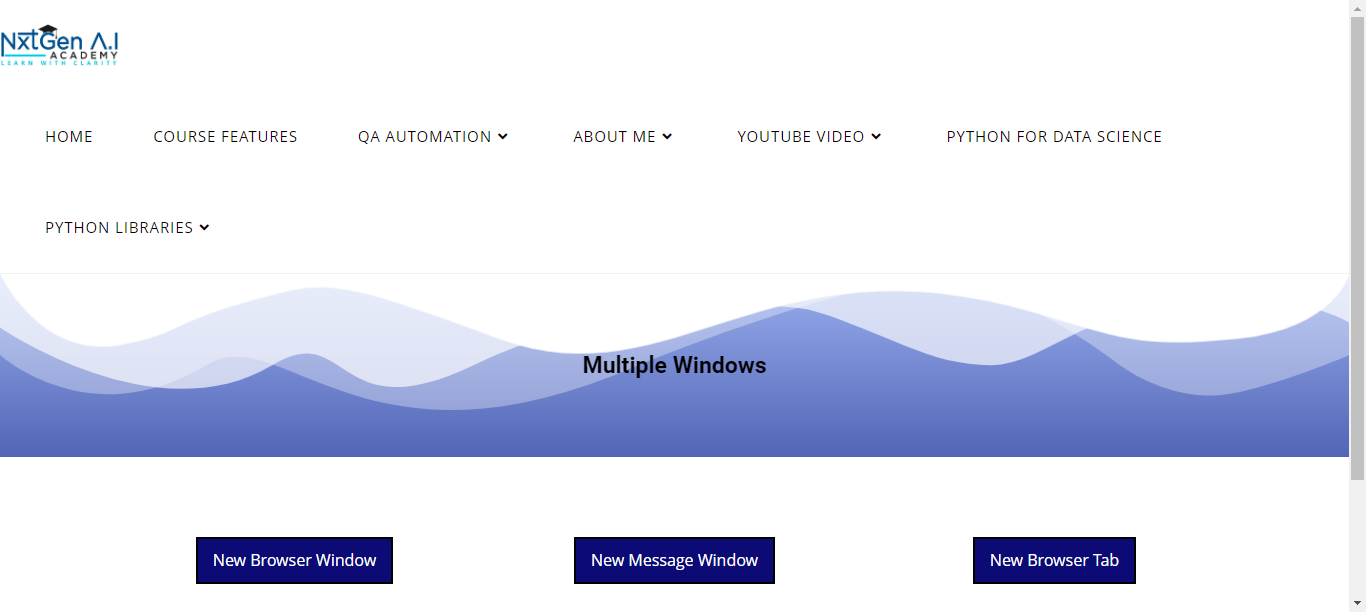 NxtGen A.I
ACADEMY
LEARN WITH CLARITY
HOME COURSE FEATURES QA AUTOMATION ABOUT ME YOUTUBE VIDEO PYTHON FOR DATA SCIENCE
PYTHON LIBRARIES
Multiple Windows
New Browser Window New Message Window New Browser Tab